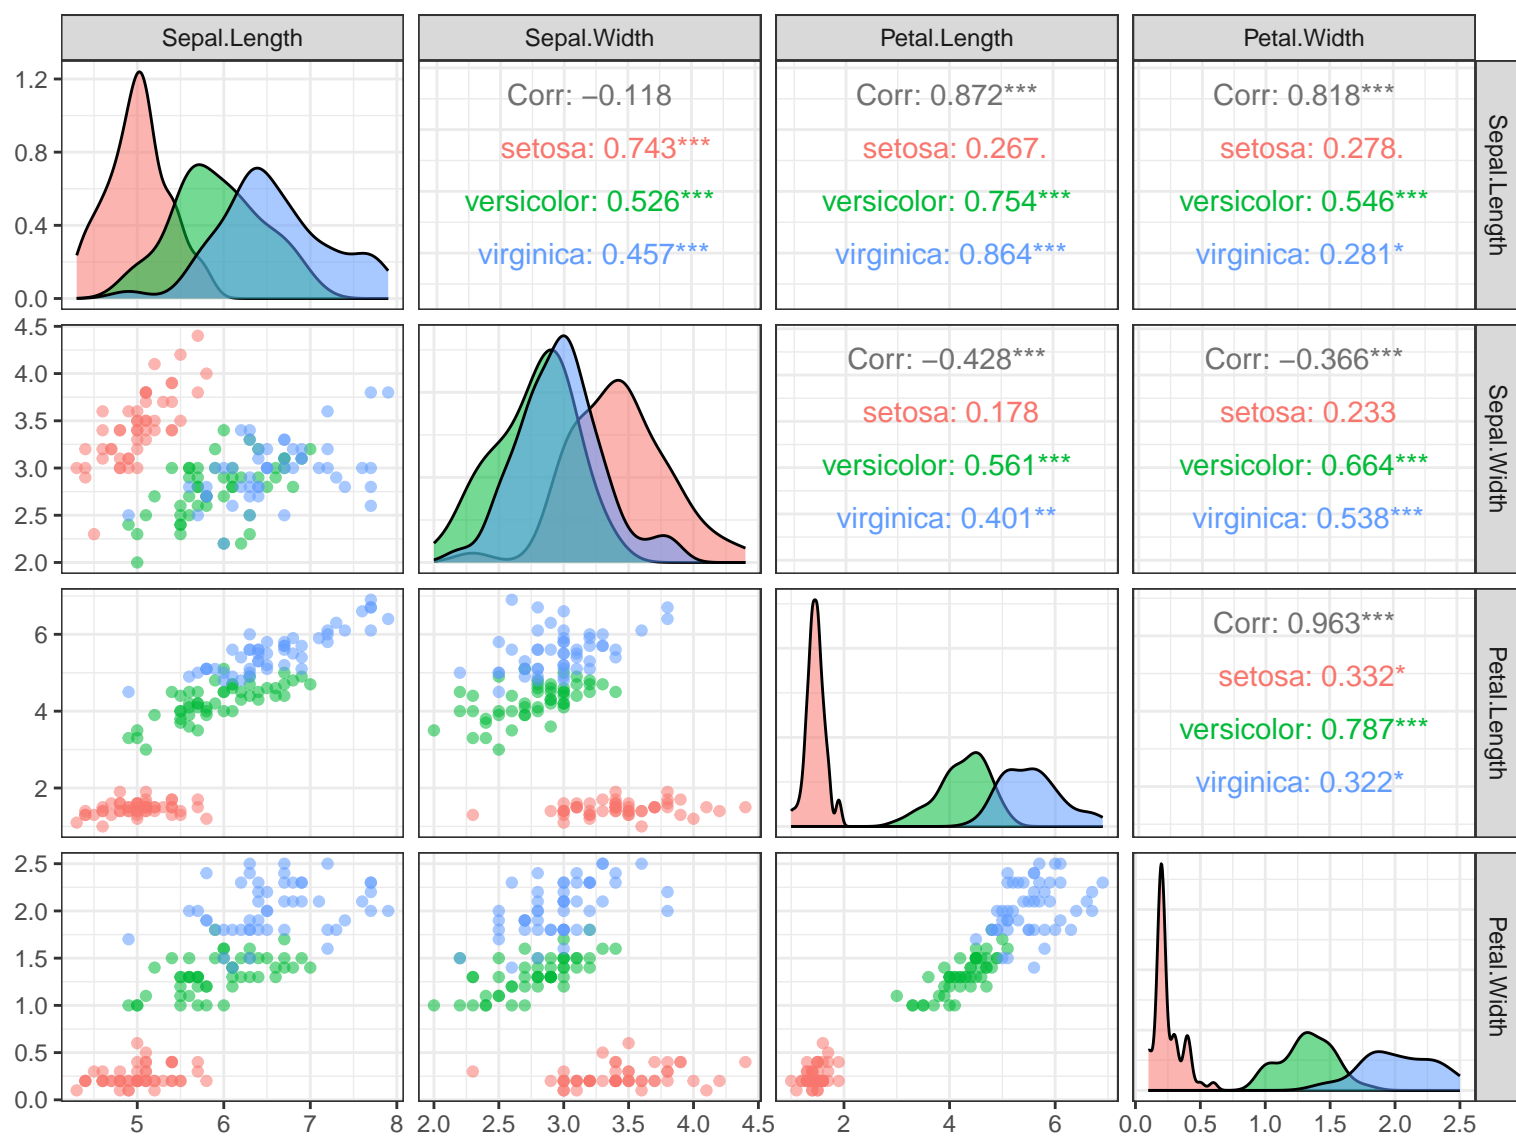 Sepal.Length
Sepal.Width
Petal.Length
Petal.Width
1.2
0.8
0.4
0.0
Corr: −0.118
setosa: 0.743***
versicolor: 0.526***
virginica: 0.457***
Corr: 0.872***
setosa: 0.267.
versicolor: 0.754***
virginica: 0.864***
Corr: 0.818***
setosa: 0.278.
versicolor: 0.546***
virginica: 0.281*
Sepal.Length
4.5
4.0
3.5
3.0
2.5
2.0
Corr: −0.428***
setosa: 0.178
versicolor: 0.561***
virginica: 0.401**
Corr: −0.366***
setosa: 0.233
versicolor: 0.664***
virginica: 0.538***
Sepal.Width
6
4
2
Corr: 0.963***
setosa: 0.332*
versicolor: 0.787***
virginica: 0.322*
Petal.Length
2.5
2.0
1.5
1.0
0.5
0.0
Petal.Width
5 6 7 8
2.0 2.5 3.0 3.5 4.0 4.5
2 4 6
0.0 0.5 1.0 1.5 2.0 2.5